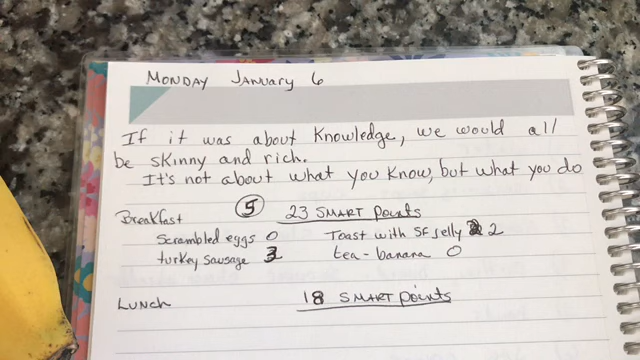 Monday January 6
If it was about knowledge, we would all
be skinny and rich.
It's not about what you know, but what you do
Breakfast 5 23 Smart Points
Scrambled eggs 0 Toast with SF jelly 2
turkey sausage 3 tea - banana 0
Lunch 18 Smart points